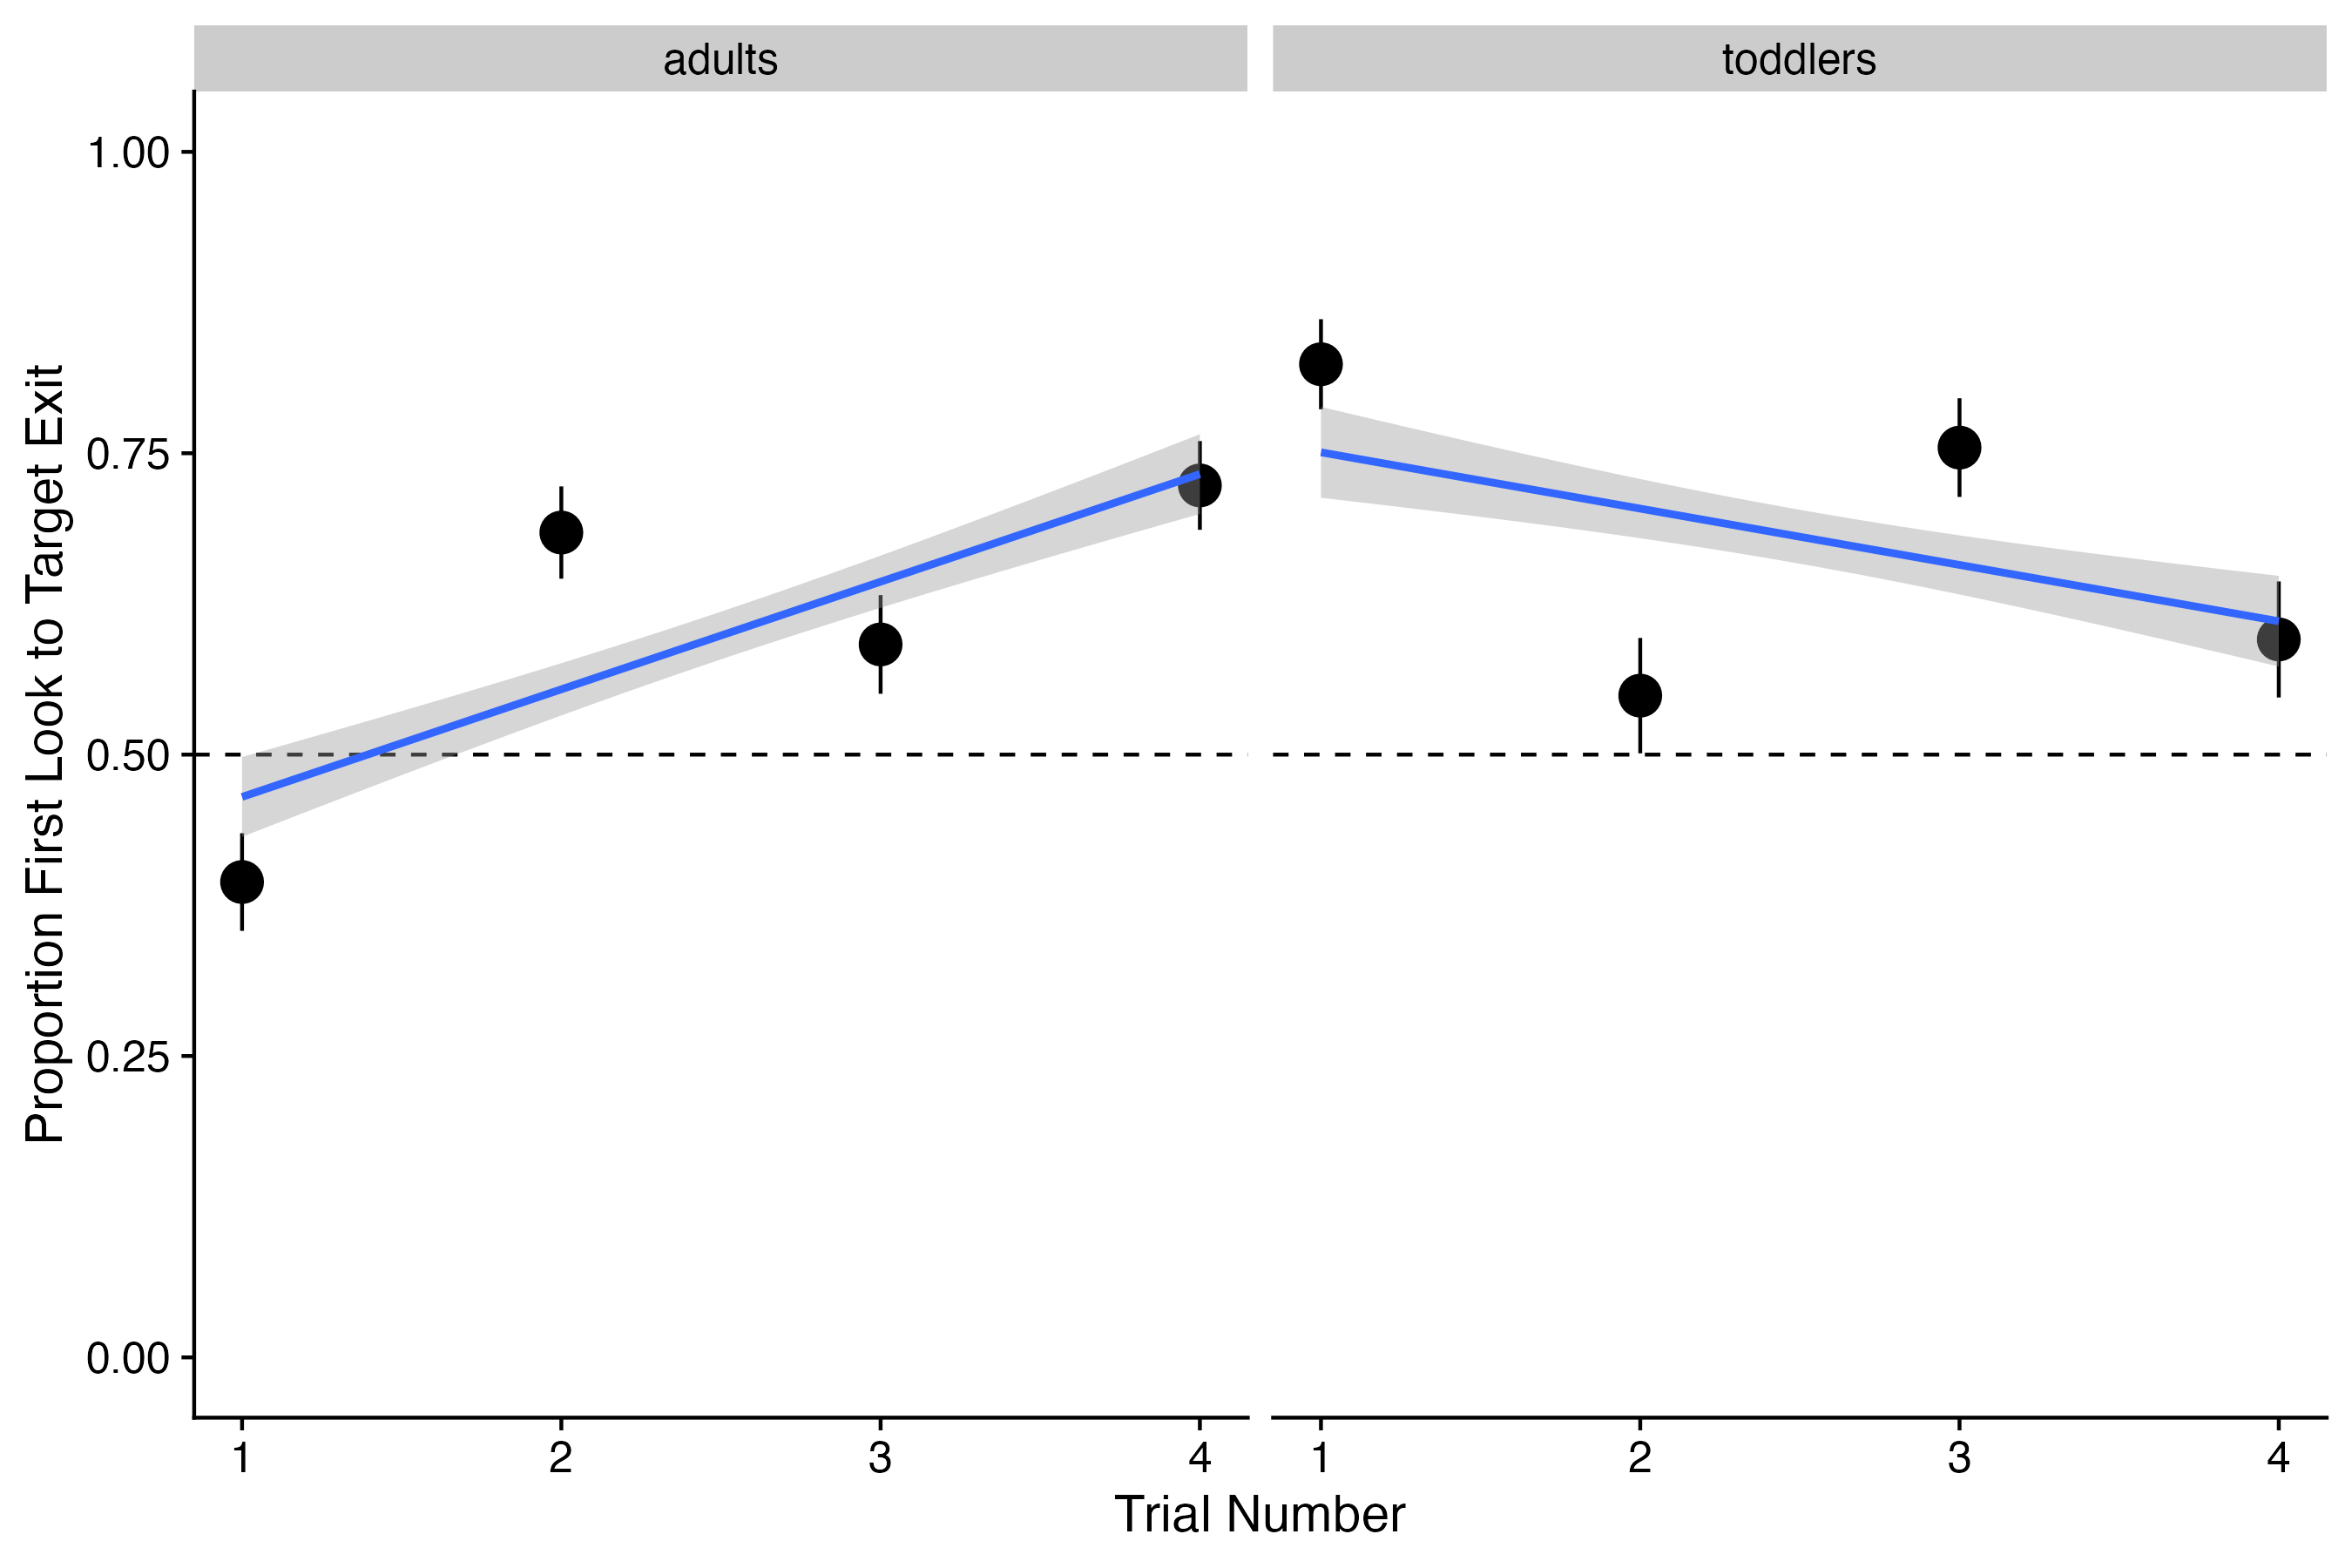 adults
toddlers
Proportion First Look to Target Exit
1.00
0.75
0.50
0.25
0.00
1 2 3 4
1 2 3 4
Trial Number